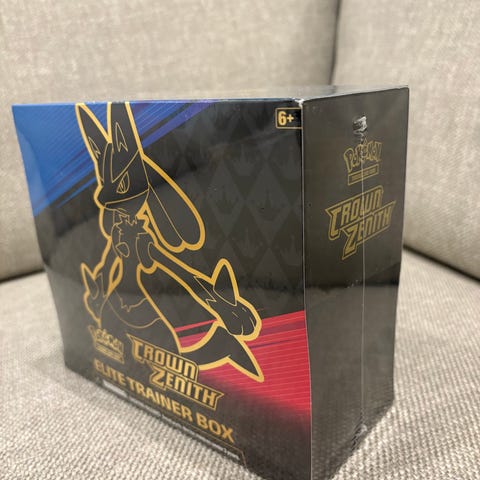 6+
Pokémon
CROWN
ZENITH
ELITE TRAINER BOX
Pokémon
CROWN
ZENITH